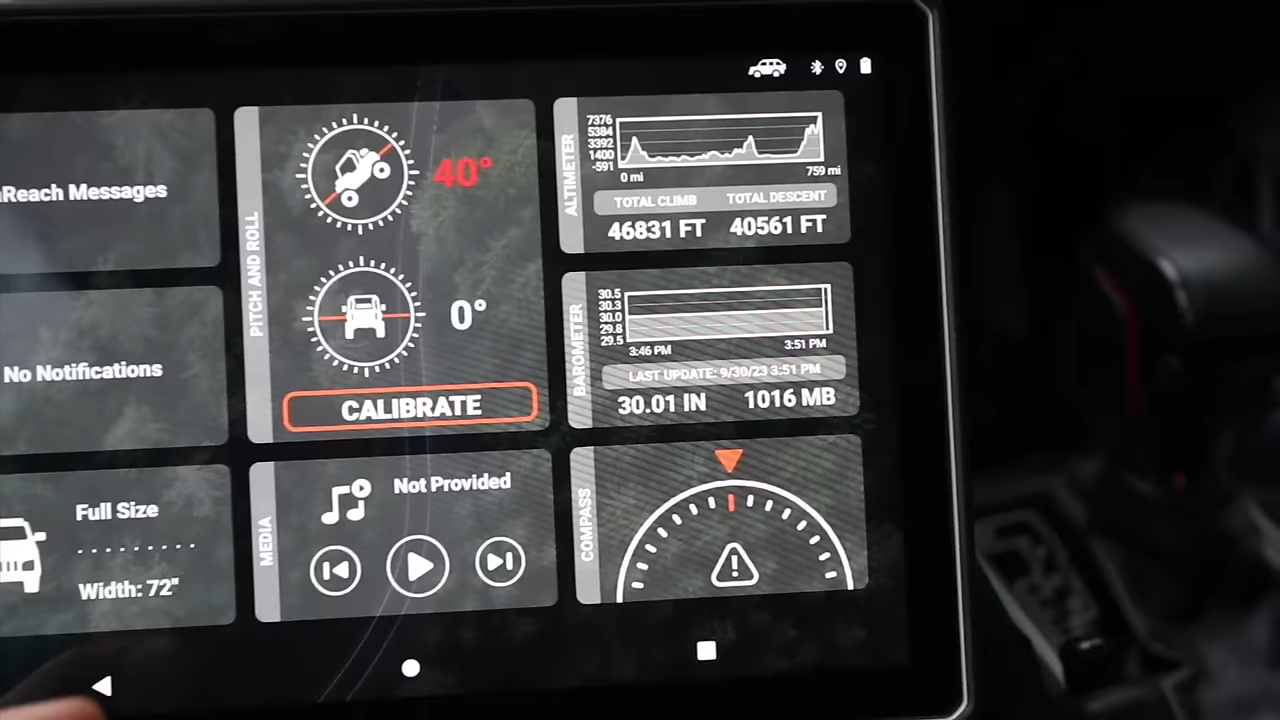 Reach Messages
No Notifications
Full Size
Width: 72"
PITCH AND ROLL
40°
0°
CALIBRATE
MEDIA
Not Provided
ALTIMETER
7376
5384
3392
1400
-591
0 mi
759 mi
TOTAL CLIMB
TOTAL DESCENT
46831 FT
40561 FT
BAROMETER
30.5
30.3
30.0
29.8
29.5
3:46 PM
3:51 PM
LAST UPDATE: 9/30/23 3:51 PM
30.01 IN
1016 MB
COMPASS